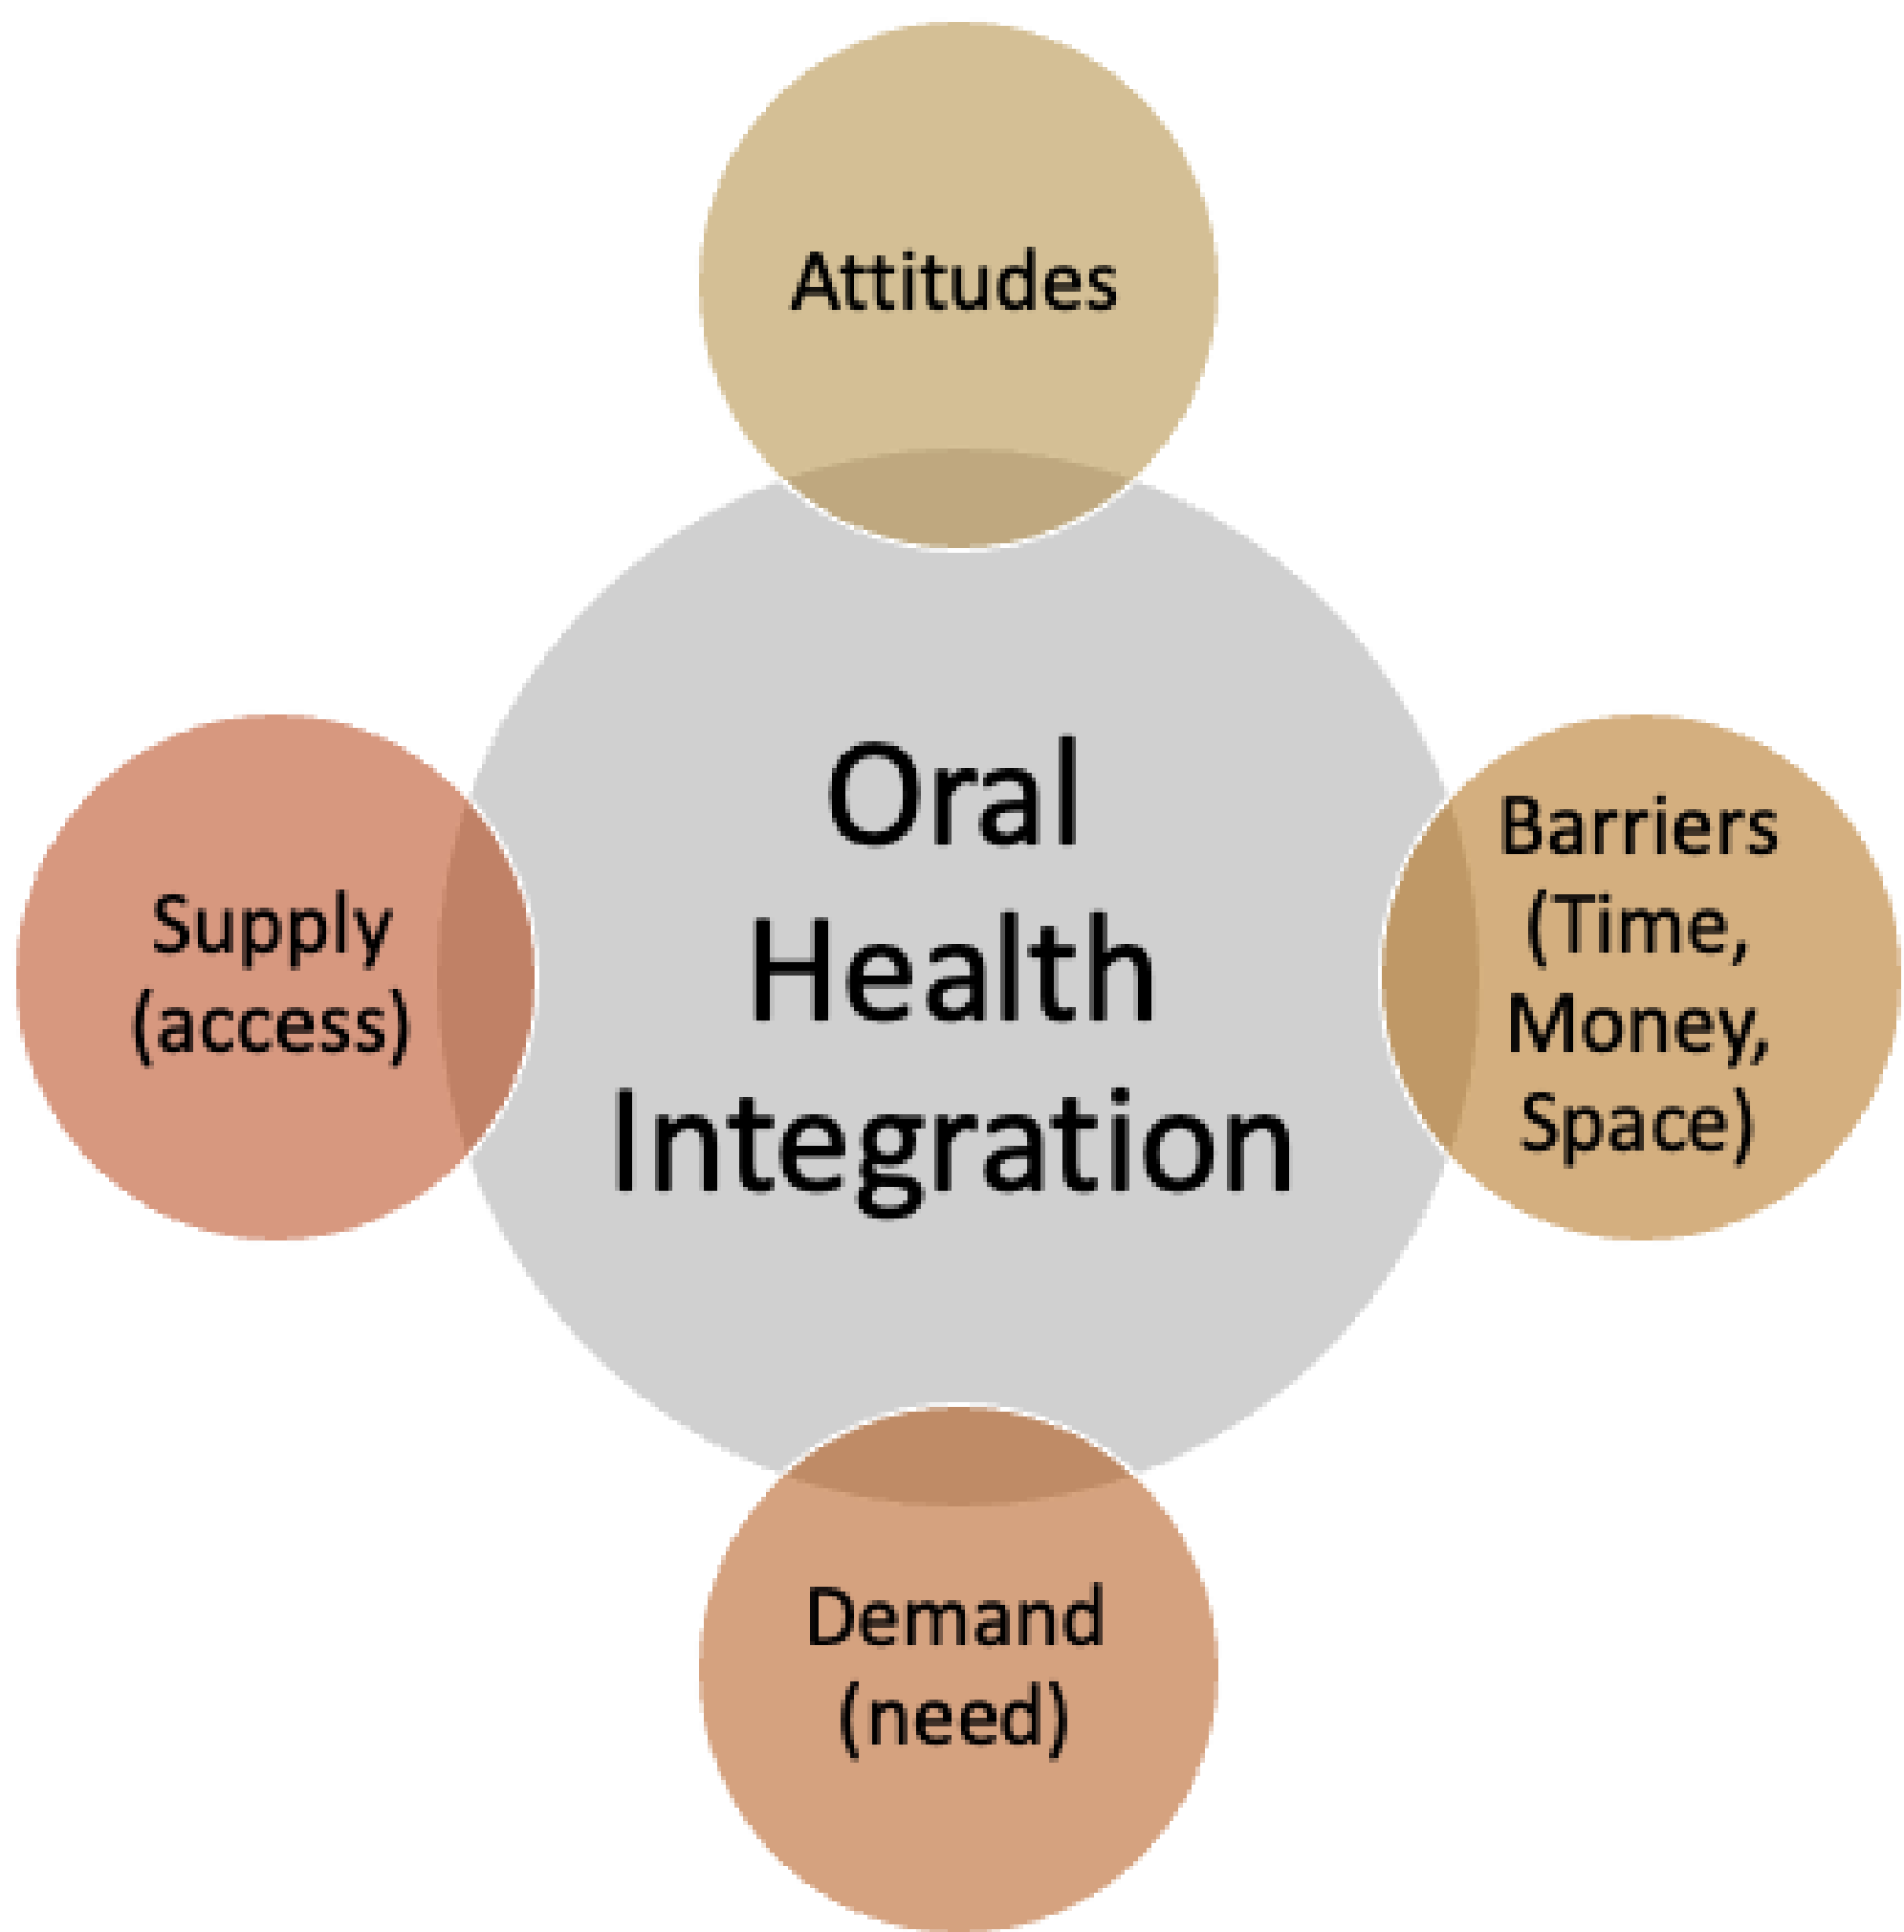 Attitudes
Oral
Health
Integration
Supply
(access)
Barriers
(Time,
Money,
Space)
Demand
(need)